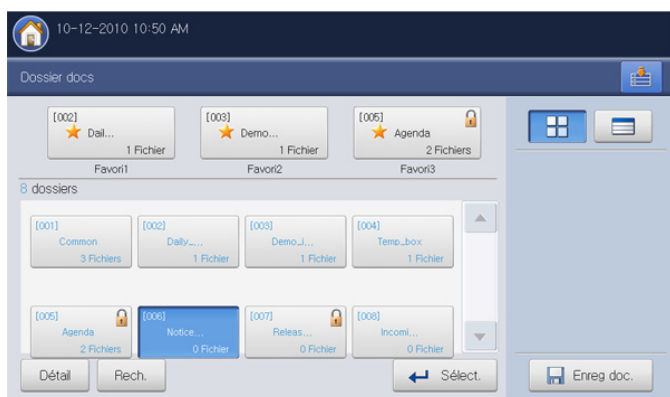 10-12-2010 10:50 AM
Dossier docs
[002] [003] [005]
Dail... Demo... Agenda
1 Fichier 1 Fichier 2 Fichiers
Favori1 Favori2 Favori3
8 dossiers
[001] [002] [003] [004]
Common Daily_... Demo_i... Temp_box
3 Fichiers 1 Fichier 1 Fichier 1 Fichier
[005] [006] [007] [008]
Agenda Notice... Releas... Incomi...
2 Fichiers 0 Fichier 0 Fichier 0 Fichier
Détail Rech. Sélect. Enreg doc.